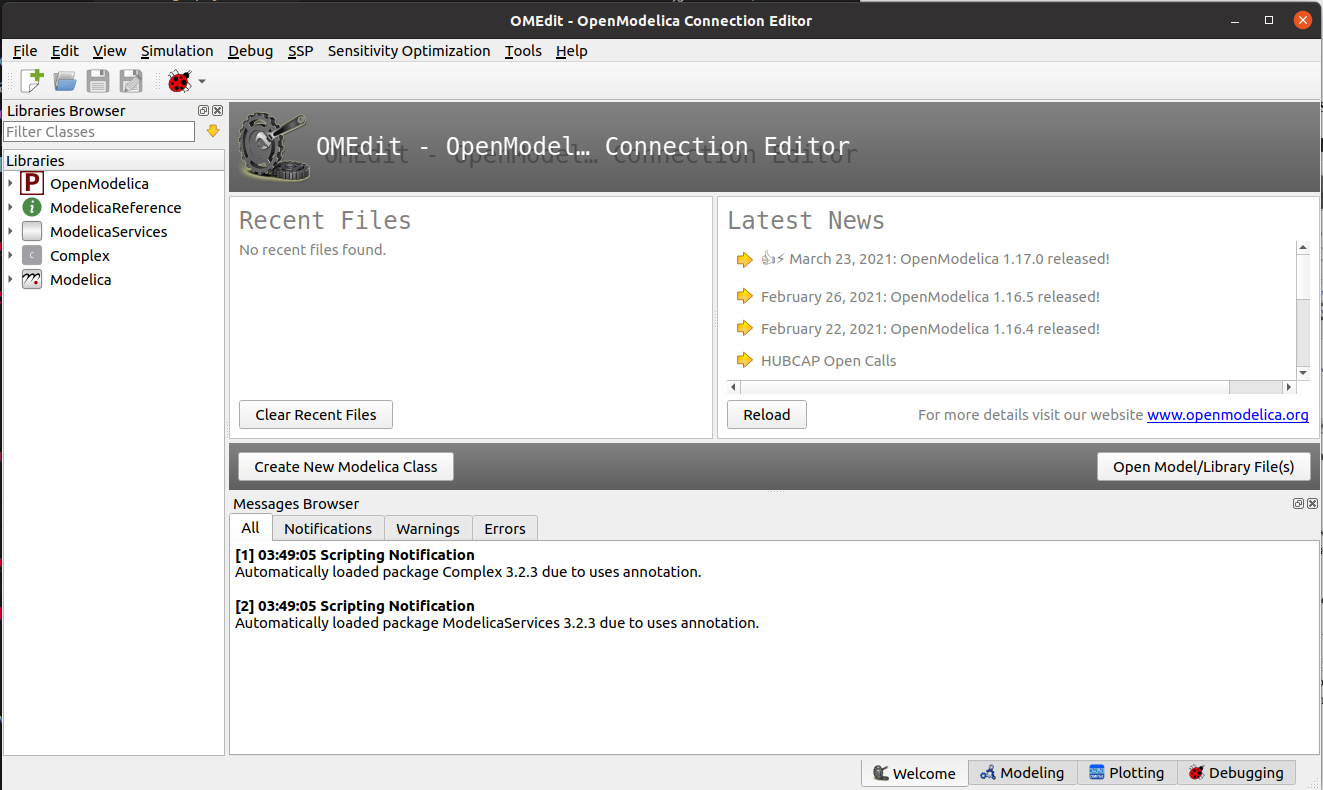 OMEdit - OpenModelica Connection Editor
File Edit View Simulation Debug SSP Sensitivity Optimization Tools Help
Libraries Browser
Filter Classes
Libraries
P OpenModelica
i ModelicaReference
ModelicaServices
C Complex
Modelica
OMEdit - OpenModel… Connection Editor
Recent Files
No recent files found.
Clear Recent Files
Latest News
👍⚡ March 23, 2021: OpenModelica 1.17.0 released!
February 26, 2021: OpenModelica 1.16.5 released!
February 22, 2021: OpenModelica 1.16.4 released!
HUBCAP Open Calls
Reload
For more details visit our website www.openmodelica.org
Create New Modelica Class
Open Model/Library File(s)
Messages Browser
All Notifications Warnings Errors
[1] 03:49:05 Scripting Notification
Automatically loaded package Complex 3.2.3 due to uses annotation.
[2] 03:49:05 Scripting Notification
Automatically loaded package ModelicaServices 3.2.3 due to uses annotation.
Welcome Modeling Plotting Debugging